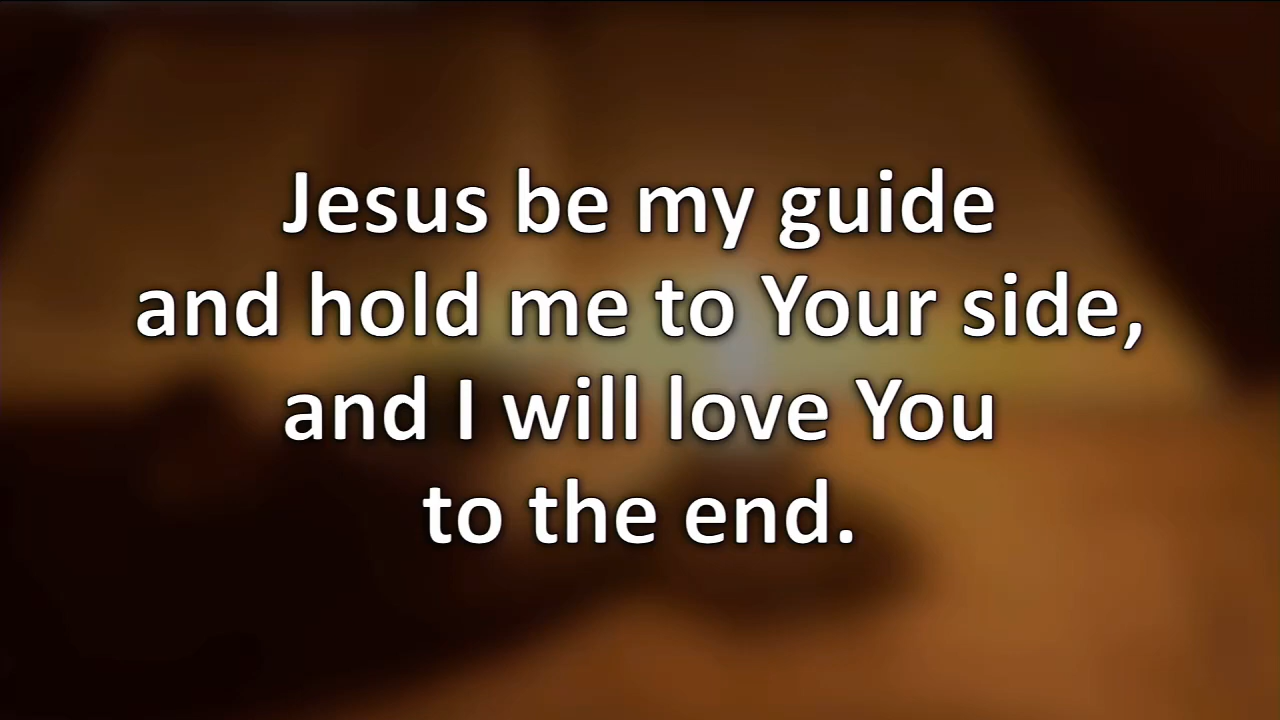 Jesus be my guide
and hold me to Your side,
and I will love You
to the end.